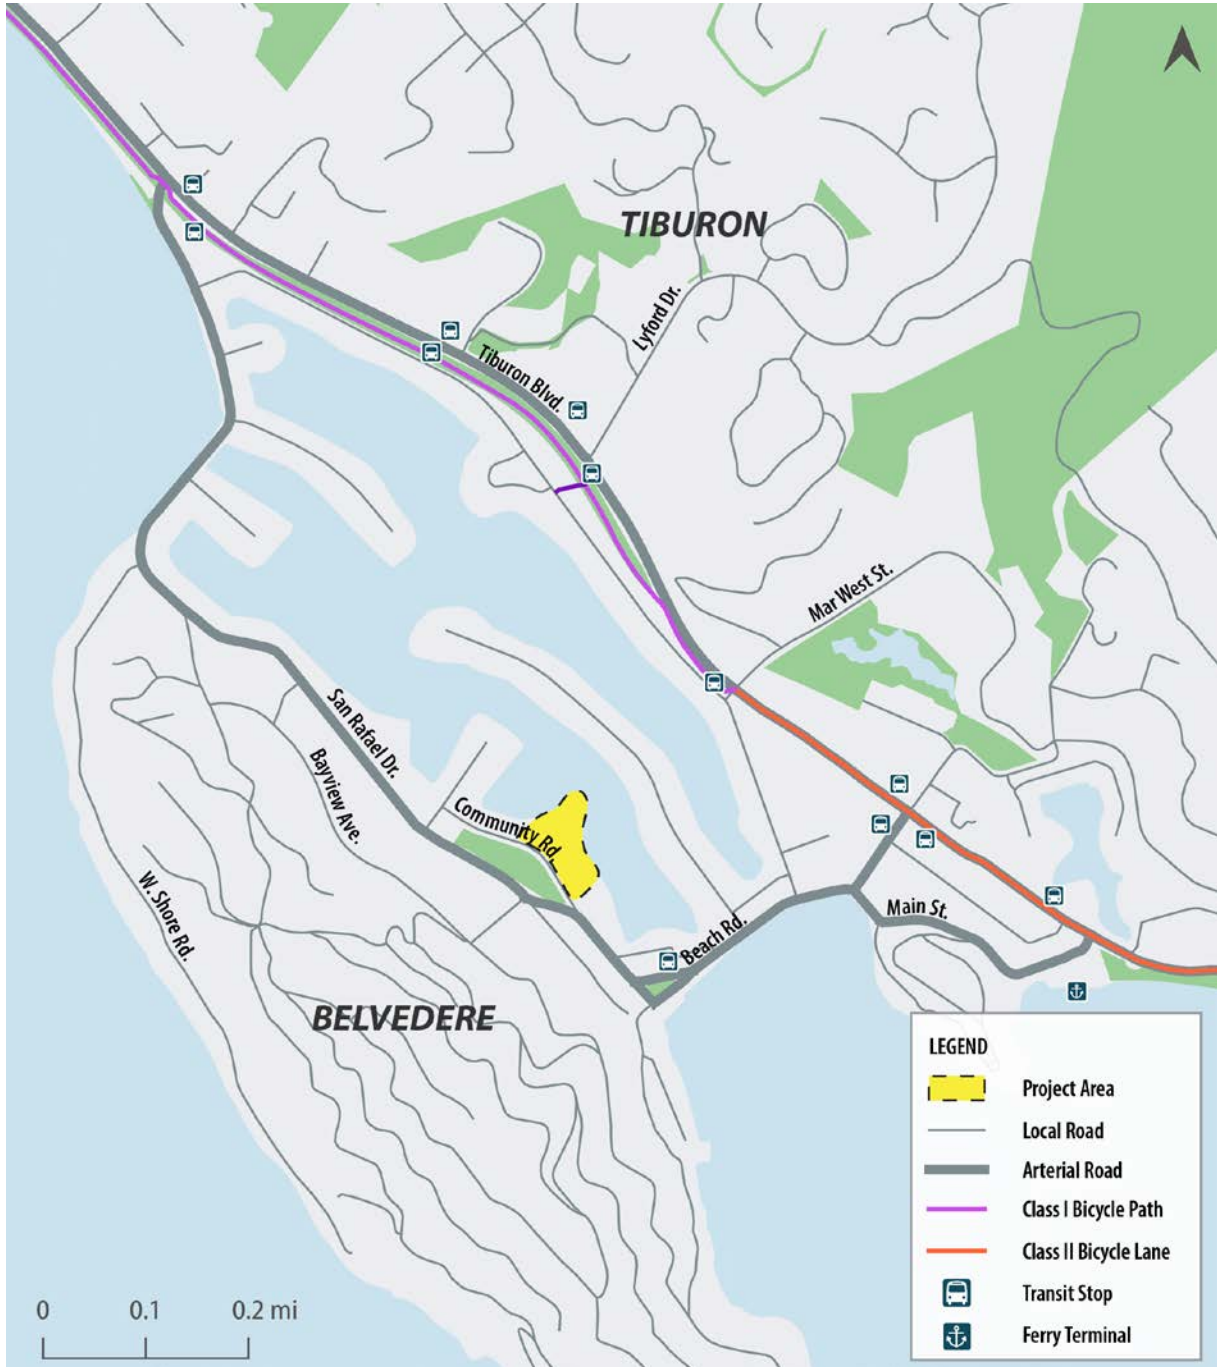 TIBURON
Lyford Dr.
Tiburon Blvd.
Mar West St.
San Rafael Dr.
Bayview Ave.
Community Rd.
W. Shore Rd.
Main St.
Beach Rd.
BELVEDERE
LEGEND
Project Area
Local Road
Arterial Road
Class I Bicycle Path
Class II Bicycle Lane
Transit Stop
Ferry Terminal
0 0.1 0.2 mi